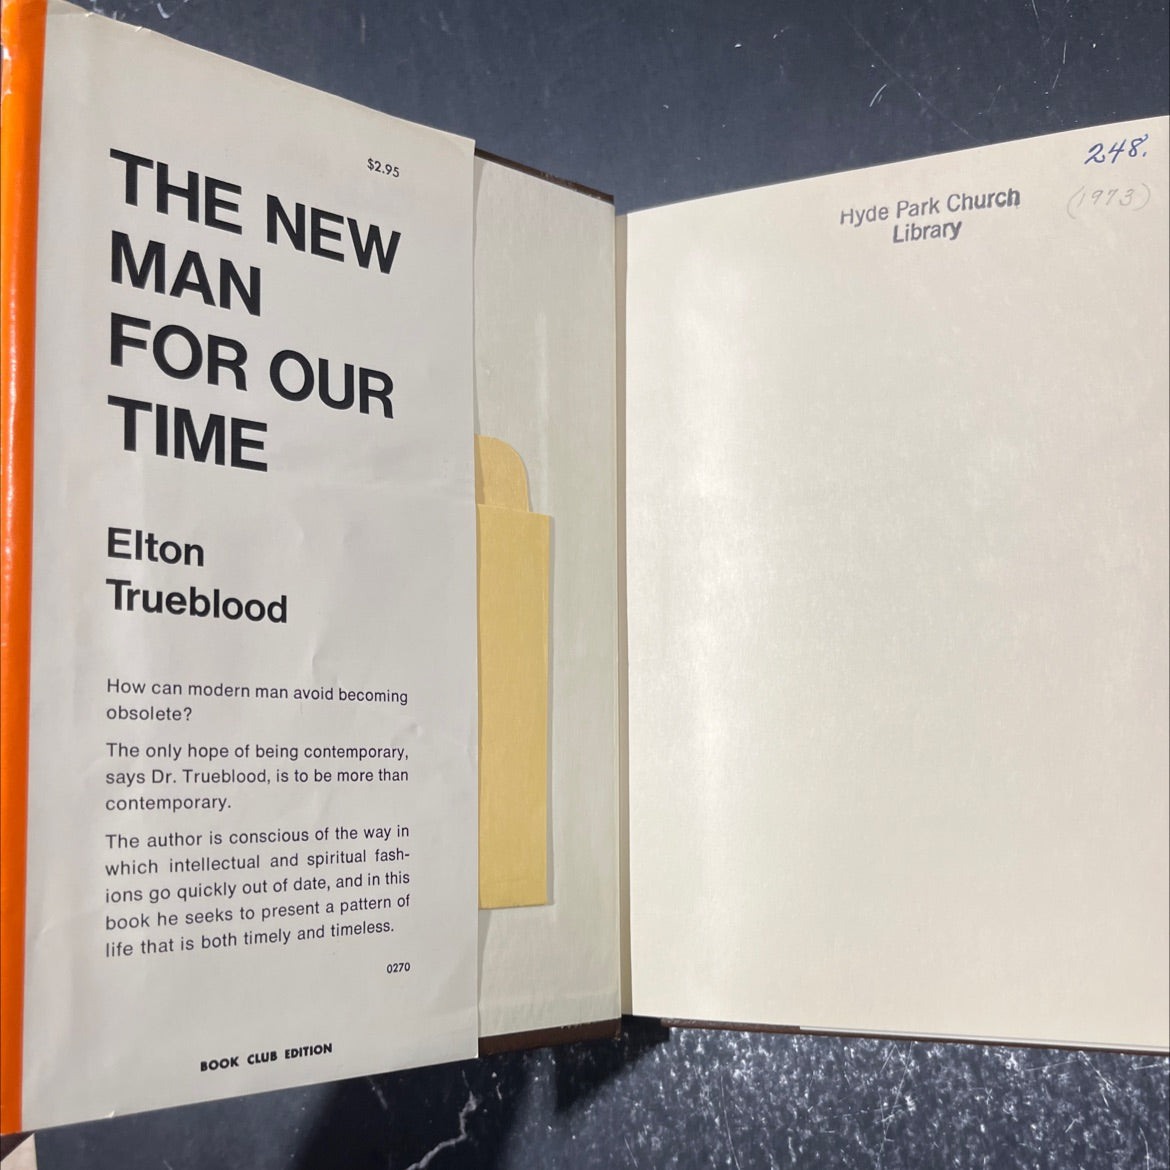 $2.95
THE NEW
MAN
FOR OUR
TIME
Elton
Trueblood
How can modern man avoid becoming
obsolete?
The only hope of being contemporary,
says Dr. Trueblood, is to be more than
contemporary.
The author is conscious of the way in
which intellectual and spiritual fash-
ions go quickly out of date, and in this
book he seeks to present a pattern of
life that is both timely and timeless.
0270
BOOK CLUB EDITION
248.
(1973)
Hyde Park Church
Library